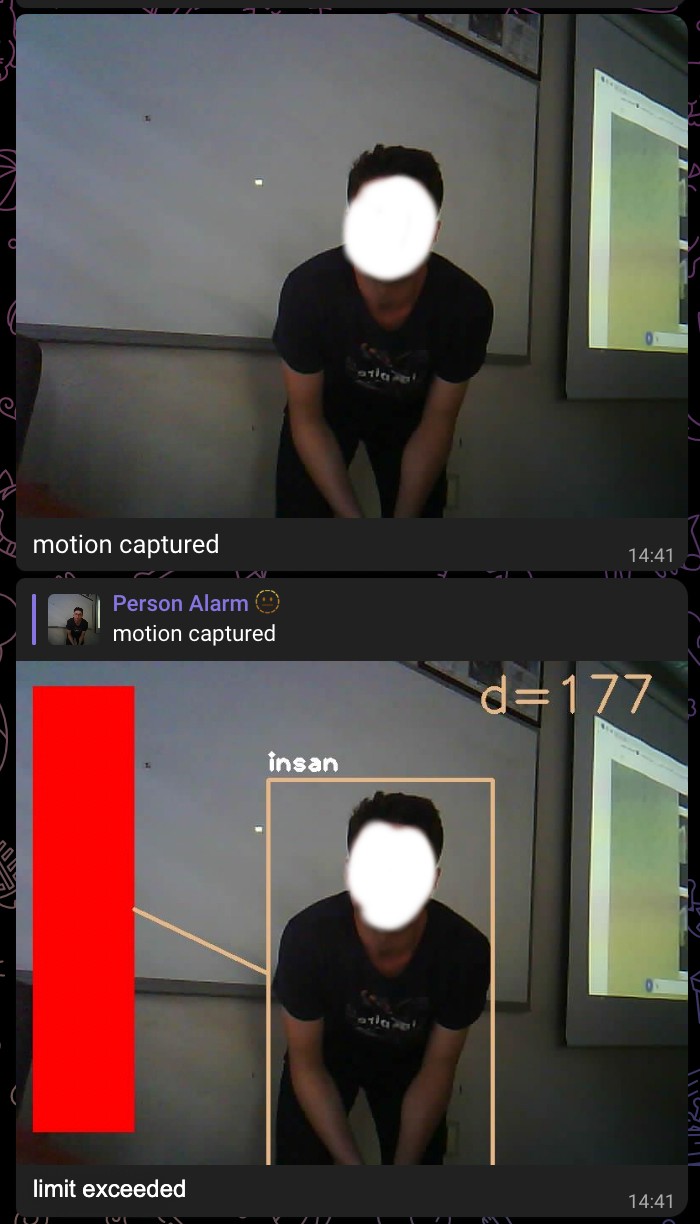 motion captured
14:41
Person Alarm
motion captured
d=177
insan
limit exceeded
14:41